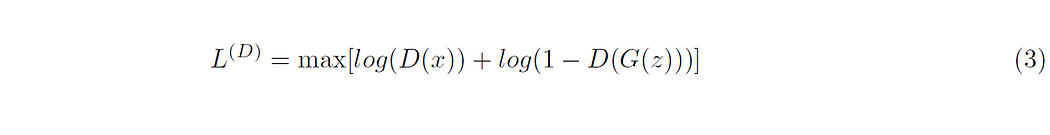 L^{(D)} = max[log(D(x)) + log(1 − D(G(z)))] (3)